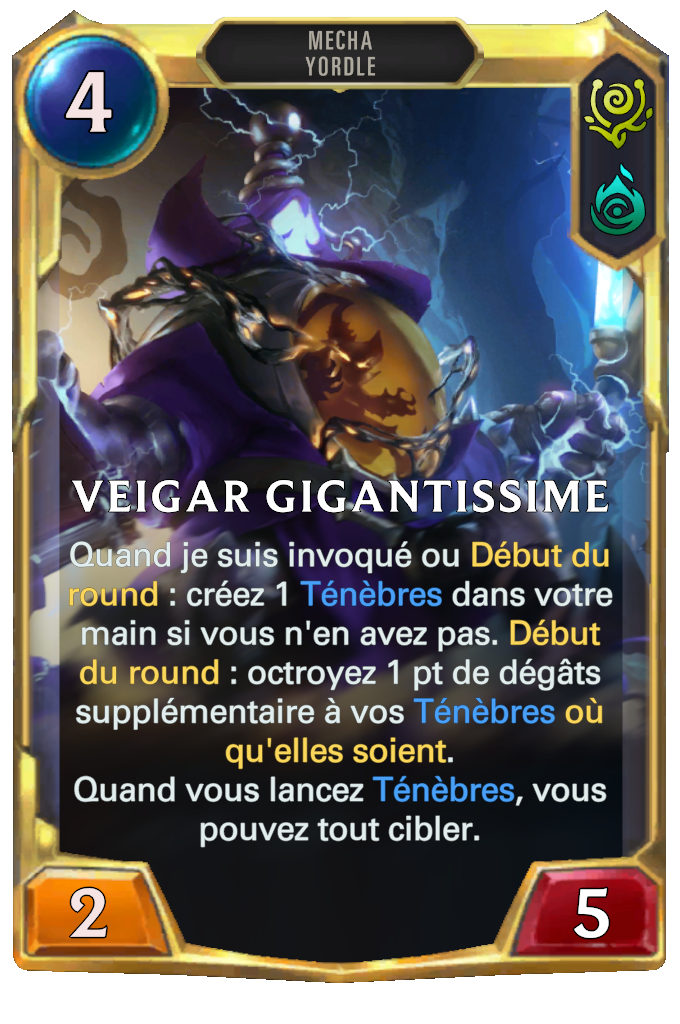 MECHA
YORDLE
4
VEIGAR GIGANTISSIME
Quand je suis invoqué ou Début du
round : créez 1 Ténèbres dans votre
main si vous n'en avez pas. Début
du round : octroyez 1 pt de dégâts
supplémentaire à vos Ténèbres où
qu'elles soient.
Quand vous lancez Ténèbres, vous
pouvez tout cibler.
2
5